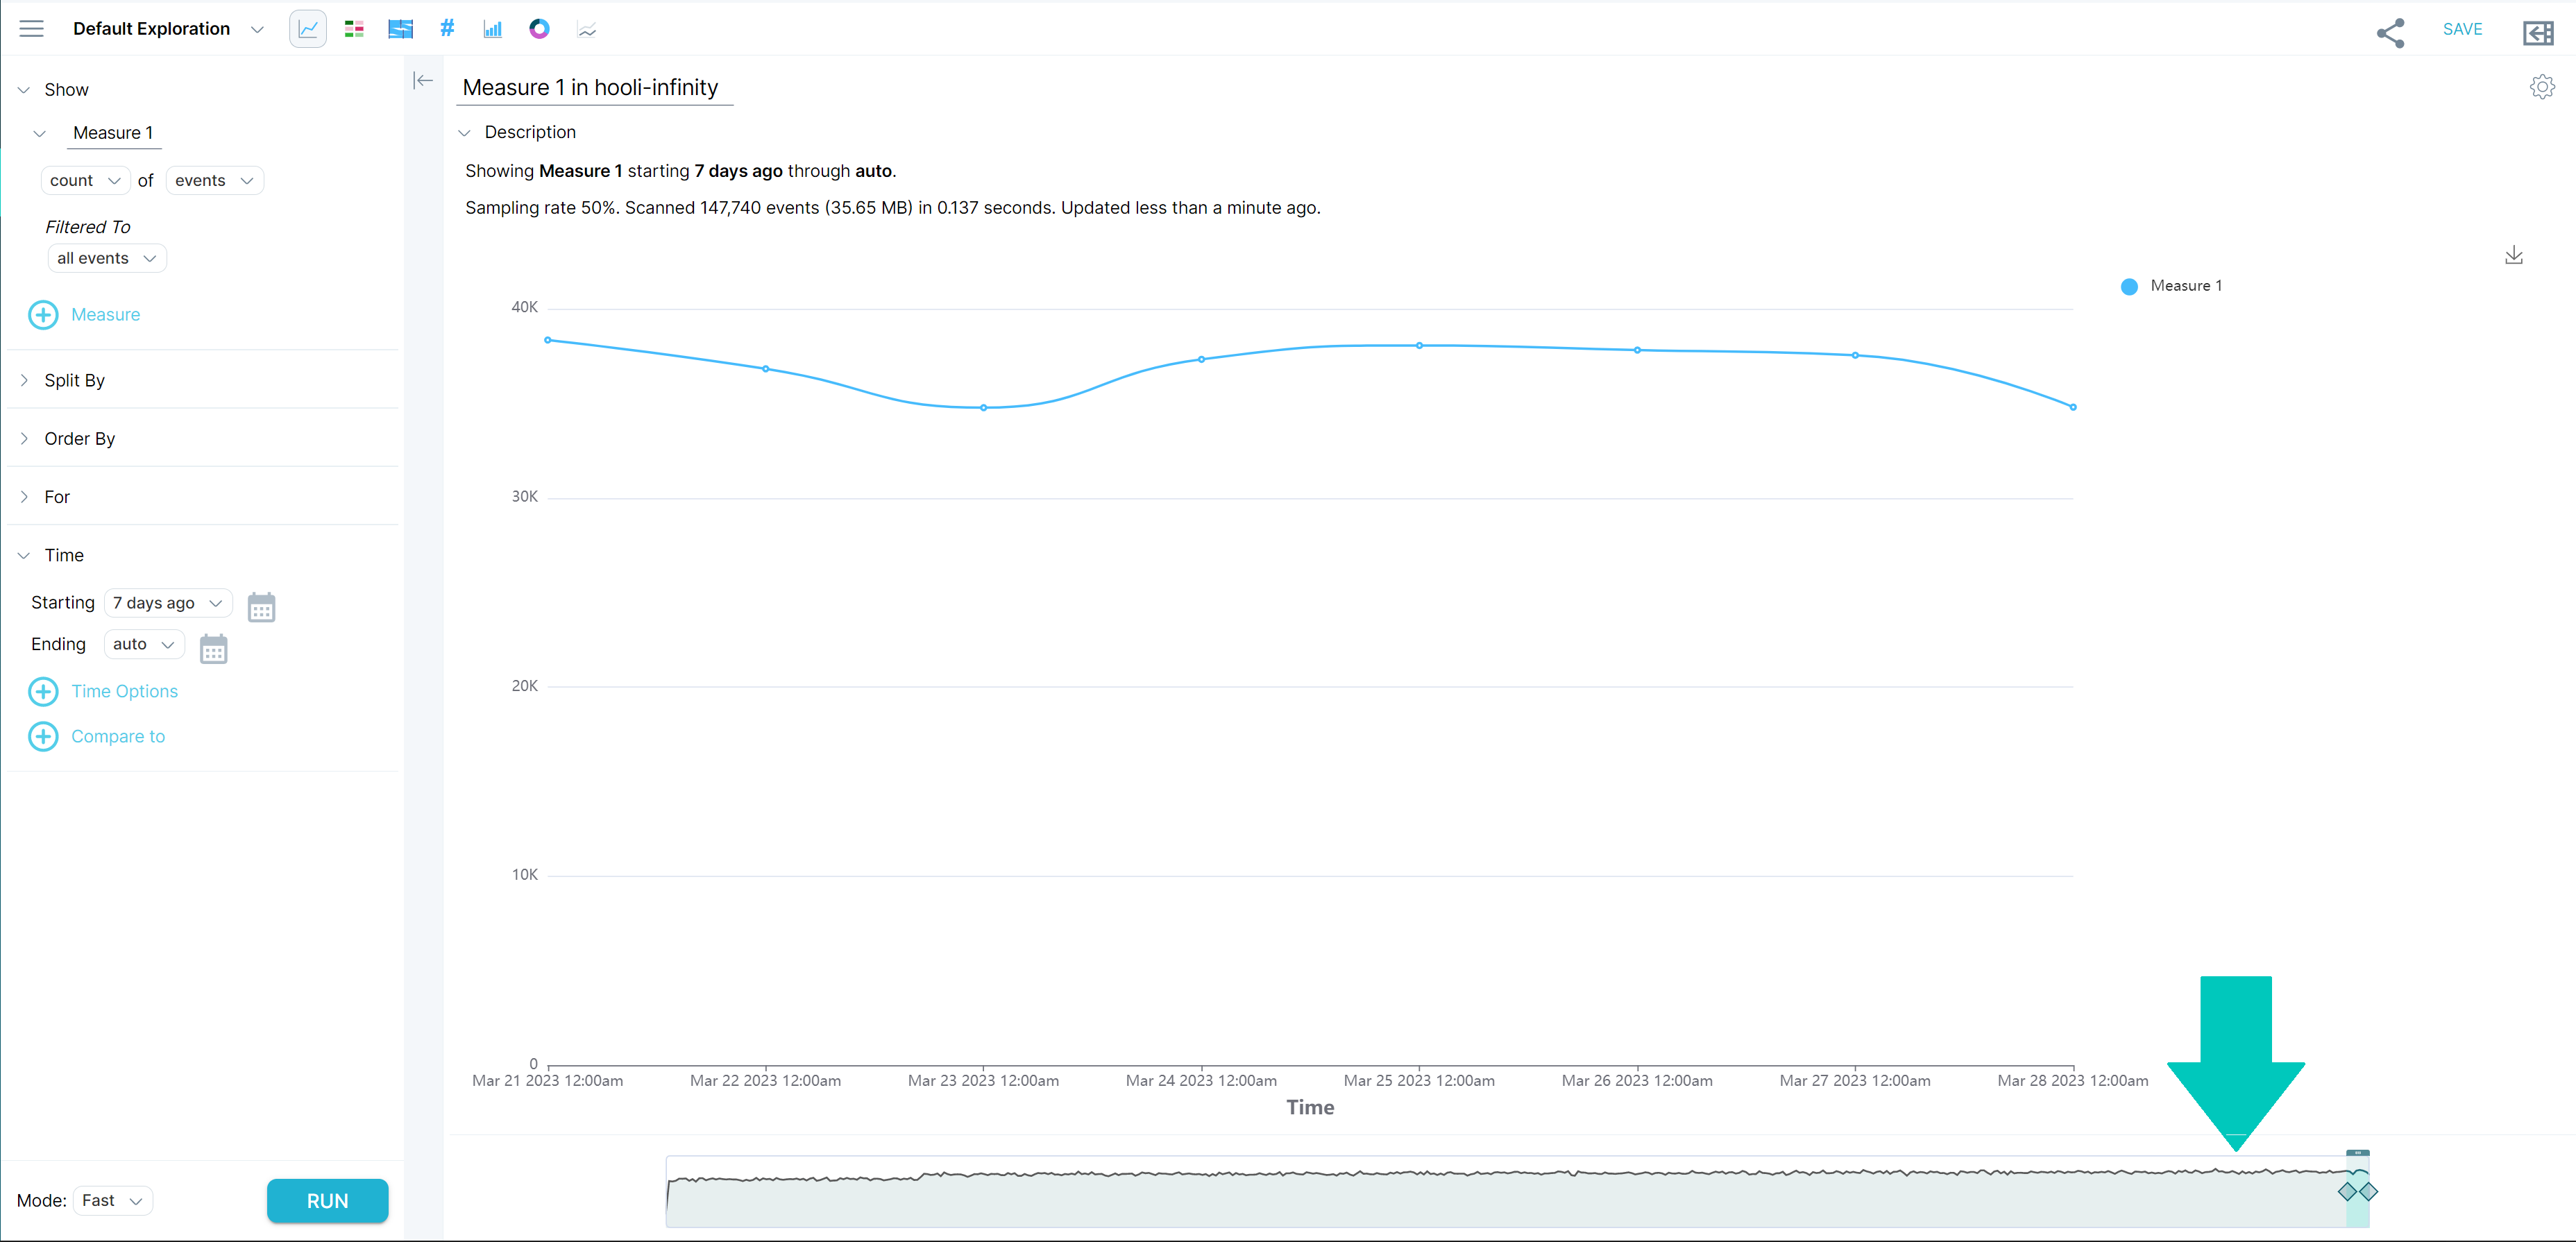 Default Exploration
#
SAVE
Show
Measure 1
count of events
Filtered To
all events
Measure
Split By
Order By
For
Time
Starting 7 days ago
Ending auto
Time Options
Compare to
Mode: Fast
RUN
Measure 1 in hooli-infinity
Description
Showing Measure 1 starting 7 days ago through auto.
Sampling rate 50%. Scanned 147,740 events (35.65 MB) in 0.137 seconds. Updated less than a minute ago.
Measure 1
40K
30K
20K
10K
0
Mar 21 2023 12:00am Mar 22 2023 12:00am Mar 23 2023 12:00am Mar 24 2023 12:00am Mar 25 2023 12:00am Mar 26 2023 12:00am Mar 27 2023 12:00am Mar 28 2023 12:00am
Time